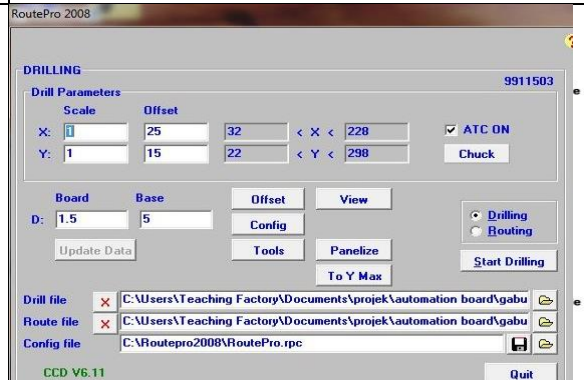 RoutePro 2008
DRILLING
9911503
Drill Parameters
Scale Offset
X: 1 25 32 < X < 228 ATC ON
Y: 1 15 22 < Y < 298 Chuck
Board Base Offset View
D: 1.5 5 Config Drilling
Routing
Update Data Tools Panelize Start Drilling
To Y Max
Drill file C:\Users\Teaching Factory\Documents\projek\automation board\gabu
Route file C:\Users\Teaching Factory\Documents\projek\automation board\gabu
Config file C:\Routepro2008\RoutePro.rpc
CCD V6.11 Quit